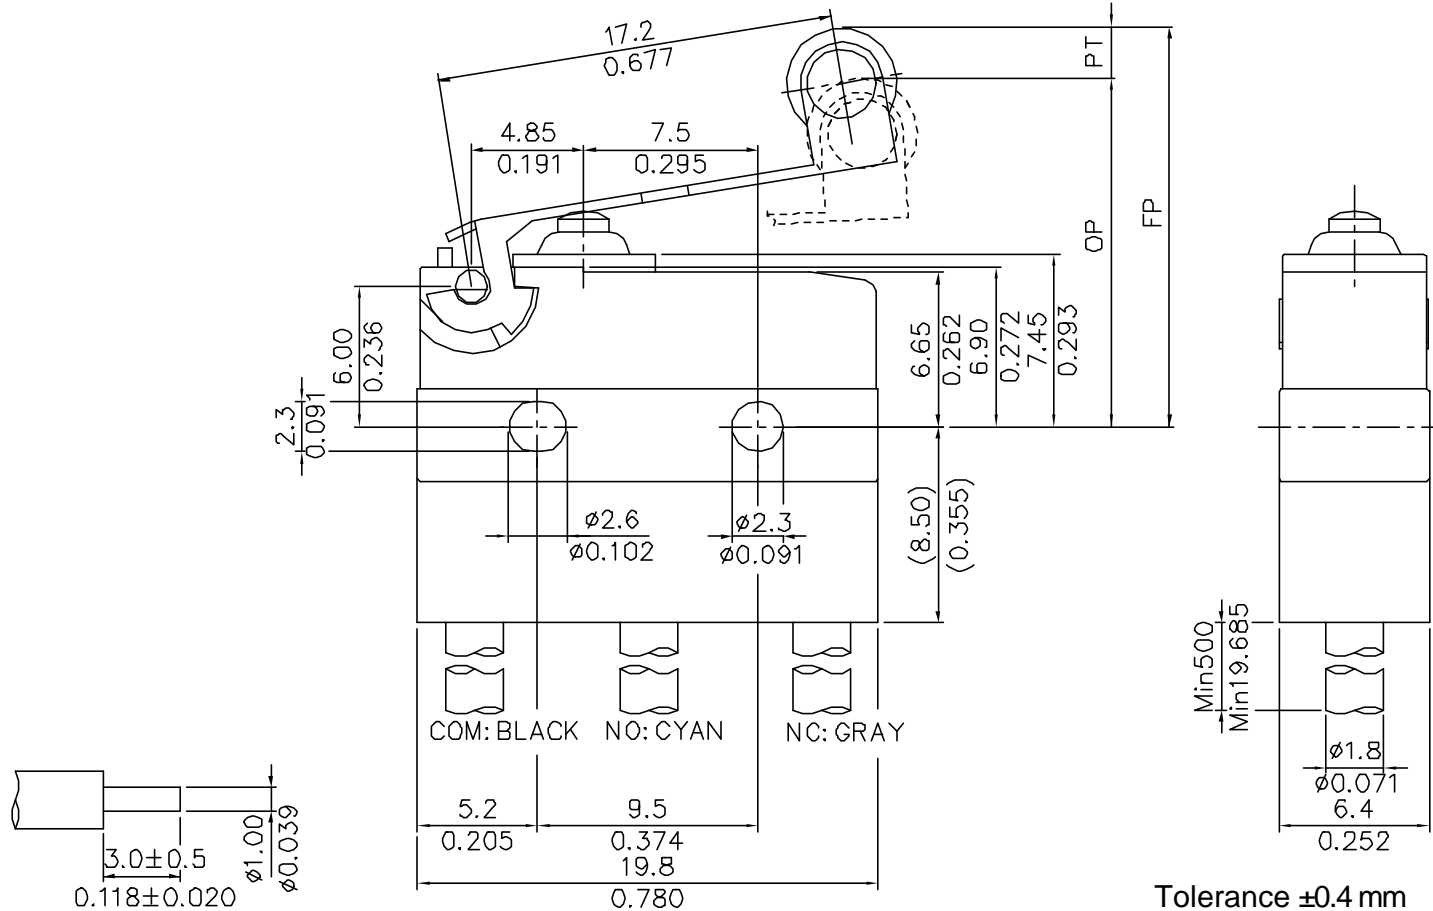 17.2
0.677
PT
4.85
0.191
7.5
0.295
OP
FP
6.00
0.236
6.65
0.262
6.90
0.272
7.45
0.293
2.3
0.091
ø2.6
ø0.102
ø2.3
ø0.091
(8.50)
(0.355)
Min500
Min19.685
COM:BLACK NO:CYAN NC:GRAY
ø1.8
ø0.071
5.2
0.205
9.5
0.374
6.4
0.252
ø1.00
ø0.039
3.0±0.5
0.118±0.020
19.8
0.780
Tolerance ±0.4 mm